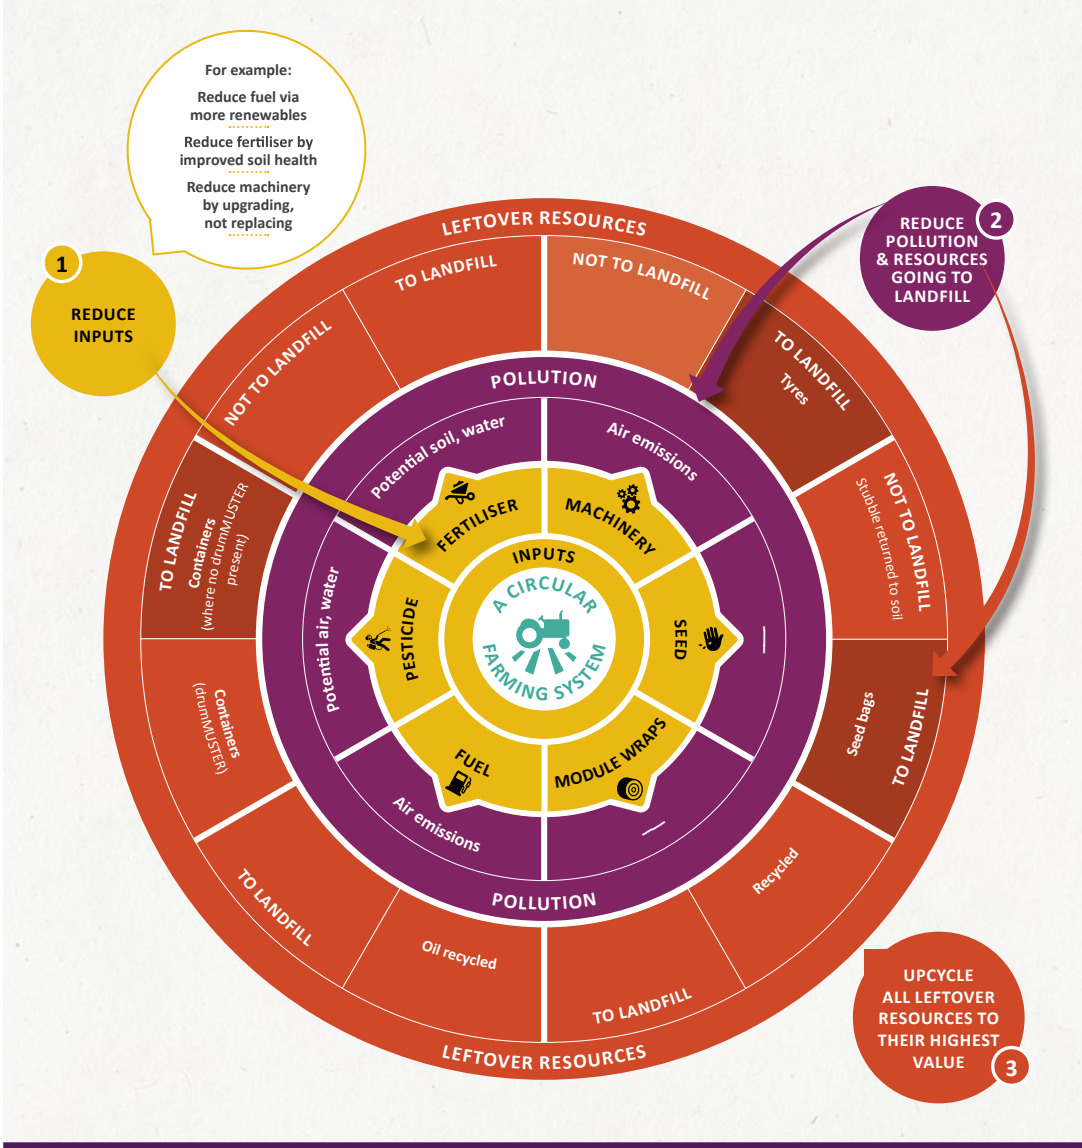 For example:
Reduce fuel via
more renewables
Reduce fertiliser by
improved soil health
Reduce machinery
by upgrading,
not replacing
1
REDUCE
INPUTS
2
REDUCE
POLLUTION
& RESOURCES
GOING TO
LANDFILL
LEFTOVER RESOURCES
TO LANDFILL
NOT TO LANDFILL
NOT TO LANDFILL
TO LANDFILL
Tyres
POLLUTION
Potential soil, water
Air emissions
FERTILISER
MACHINERY
TO LANDFILL
Containers
(where no drumMUSTER
present)
NOT TO LANDFILL
Stubble returned to soil
INPUTS
A CIRCULAR
FARMING SYSTEM
Potential air, water
PESTICIDE
SEED
Containers
(drumMUSTER)
Seed bags
TO LANDFILL
FUEL
MODULE WRAPS
Air emissions
POLLUTION
TO LANDFILL
Oil recycled
TO LANDFILL
Recycled
LEFTOVER RESOURCES
UPCYCLE
ALL LEFTOVER
RESOURCES TO
THEIR HIGHEST
VALUE
3